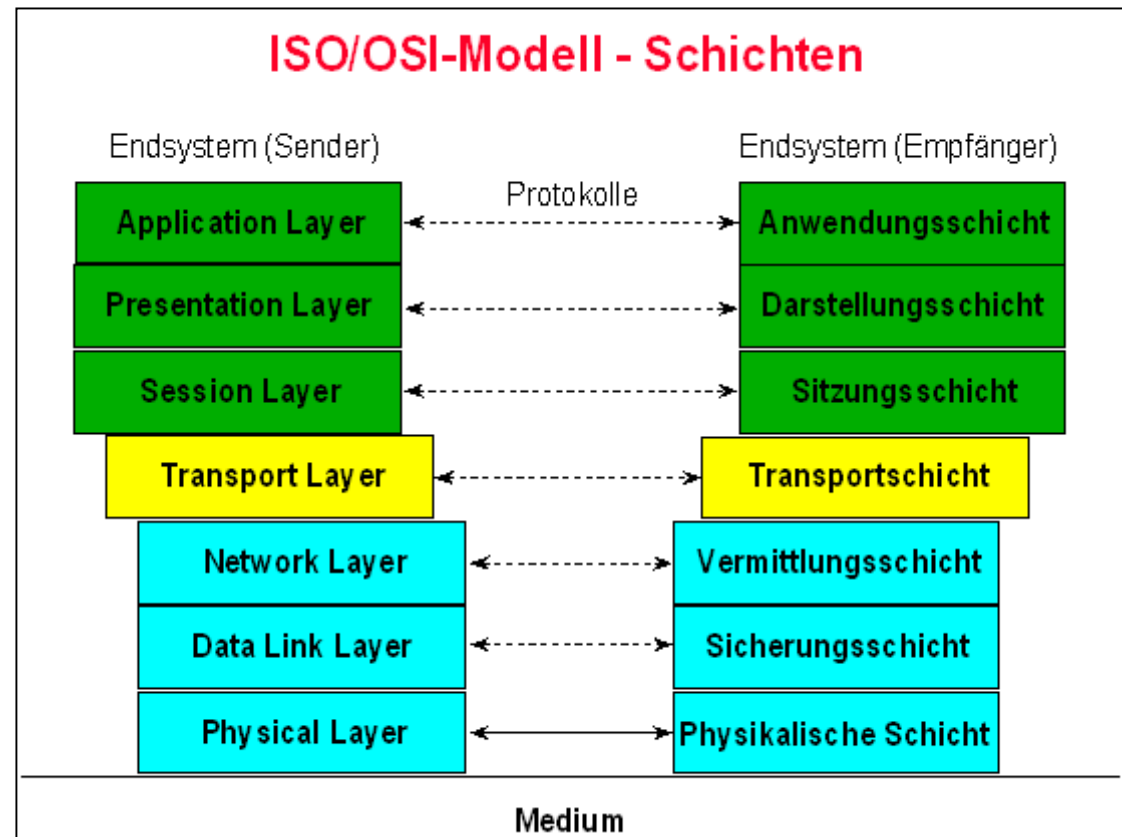 ISO/OSI-Modell - Schichten
Endsystem (Sender)
Endsystem (Empfänger)
Protokolle
Application Layer
Anwendungsschicht
Presentation Layer
Darstellungsschicht
Session Layer
Sitzungsschicht
Transport Layer
Transportschicht
Network Layer
Vermittlungsschicht
Data Link Layer
Sicherungsschicht
Physical Layer
Physikalische Schicht
Medium